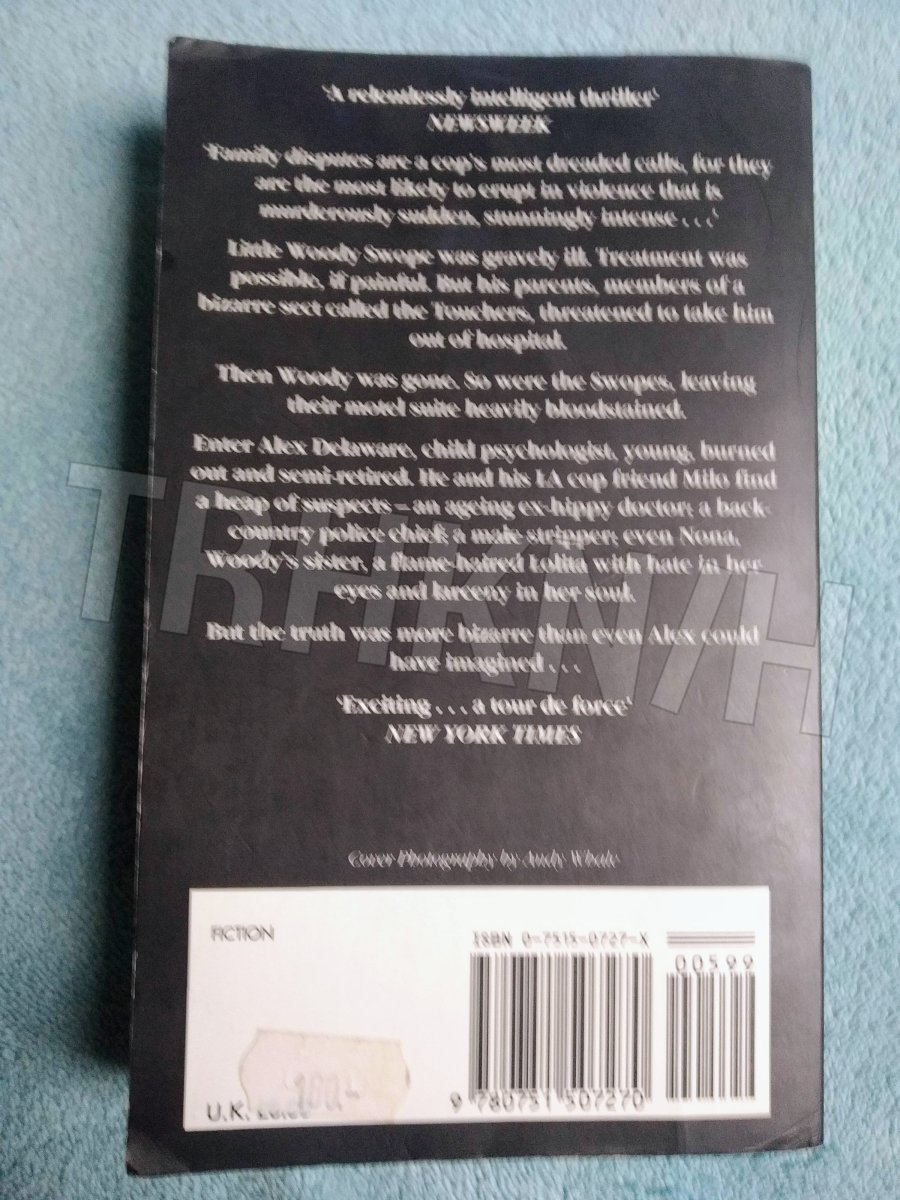 'A relentlessly intelligent thriller'
NEWSWEEK
'Family disputes are a cop's most dreaded calls, for they
are the most likely to erupt in violence that is
murderously sudden, stunningly intense . . .'
Little Woody Swope was gravely ill. Treatment was
possible, if painful. But his parents, members of a
bizarre sect called the Touchers, threatened to take him
out of hospital.
Then Woody was gone. So were the Swopes, leaving
their motel suite heavily bloodstained.
Enter Alex Delaware, child psychologist, young, burned
out and semi-retired. He and his LA cop friend Milo find
a heap of suspects – an ageing ex-hippy doctor; a back-
country police chief; a male stripper; even Nona,
Woody's sister, a flame-haired Lolita with hate in her
eyes and larceny in her soul.
But the truth was more bizarre than even Alex could
have imagined . . .
'Exciting . . . a tour de force'
NEW YORK TIMES
Cover Photography by Andy Whale
FICTION
ISBN 0-7515-0727-X
00599
9 780751 507270
U.K.
TRHKN/H